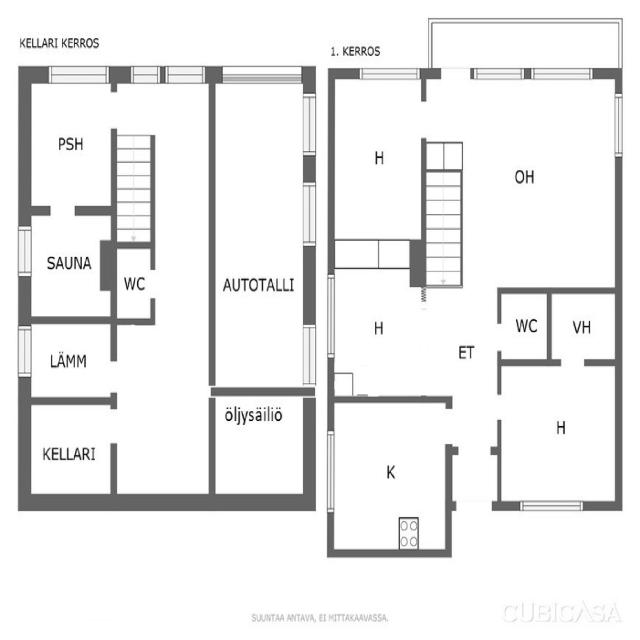 KELLARI KERROS
1. KERROS
PSH
H
OH
SAUNA
WC
AUTOTALLI
H
ET
WC
VH
LÄMM
öljysäiliö
KELLARI
K
H
SUUNTAA ANTAVA, EI MITTAKAAVASSA.
CUBICASA